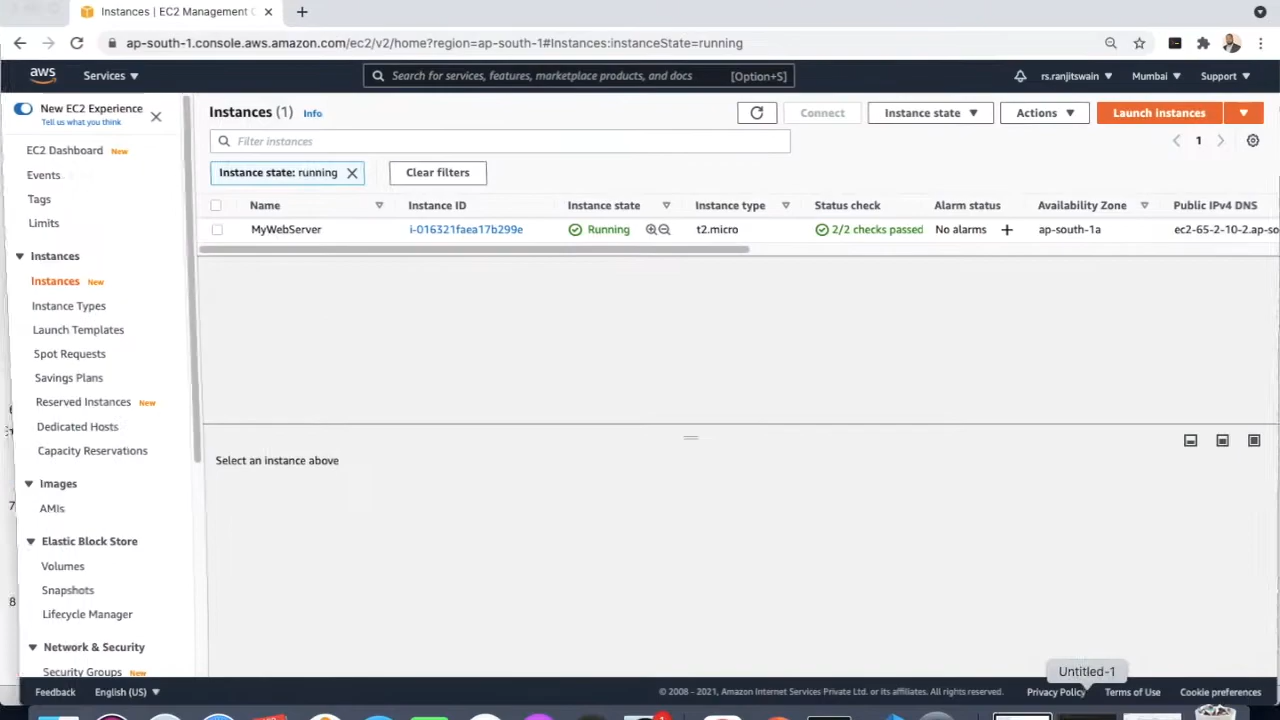 Instances | EC2 Management C
ap-south-1.console.aws.amazon.com/ec2/v2/home?region=ap-south-1#Instances:instanceState=running
aws
Services
Search for services, features, marketplace products, and docs
[Option+S]
rs.ranjitswain
Mumbai
Support
New EC2 Experience
Tell us what you think
EC2 Dashboard New
Events
Tags
Limits
Instances
Instances New
Instance Types
Launch Templates
Spot Requests
Savings Plans
Reserved Instances New
Dedicated Hosts
Capacity Reservations
Images
AMIs
Elastic Block Store
Volumes
Snapshots
Lifecycle Manager
Network & Security
Security Groups New
6
7
8
Instances (1) Info
Connect
Instance state
Actions
Launch instances
Filter instances
1
Instance state: running
Clear filters
Name Instance ID Instance state Instance type Status check Alarm status Availability Zone Public IPv4 DNS
MyWebServer i-016321faea17b299e Running t2.micro 2/2 checks passed No alarms ap-south-1a ec2-65-2-10-2.ap-so
Select an instance above
Untitled-1
Feedback English (US) © 2008 - 2021, Amazon Internet Services Private Ltd. or its affiliates. All rights reserved. Privacy Policy Terms of Use Cookie preferences
1